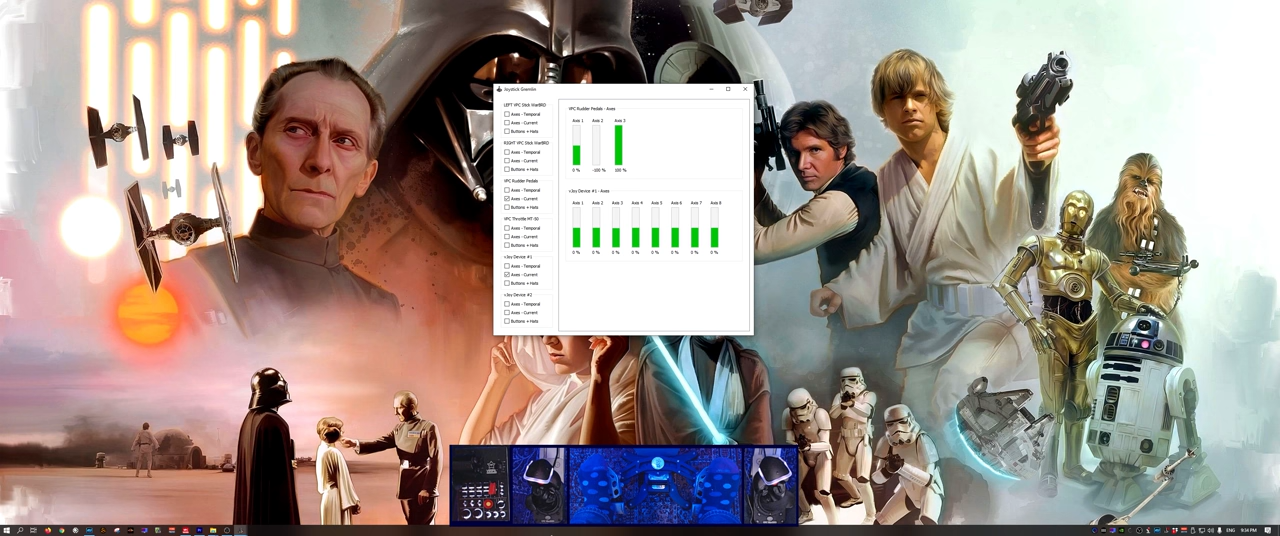 Joystick Gremlin
LEFT VPC Stick WarBRD
Axes - Temporal
Axes - Current
Buttons + Hats
RIGHT VPC Stick WarBRD
Axes - Temporal
Axes - Current
Buttons + Hats
VPC Rudder Pedals
Axes - Temporal
Axes - Current
Buttons + Hats
VPC Throttle MT-50
Axes - Temporal
Axes - Current
Buttons + Hats
vJoy Device #1
Axes - Temporal
Axes - Current
Buttons + Hats
vJoy Device #2
Axes - Temporal
Axes - Current
Buttons + Hats
VPC Rudder Pedals - Axes
Axis 1 Axis 2 Axis 3
0 % -100 % 100 %
vJoy Device #1 - Axes
Axis 1 Axis 2 Axis 3 Axis 4 Axis 5 Axis 6 Axis 7 Axis 8
0 % 0 % 0 % 0 % 0 % 0 % 0 % 0 %
ENG 9:34 PM